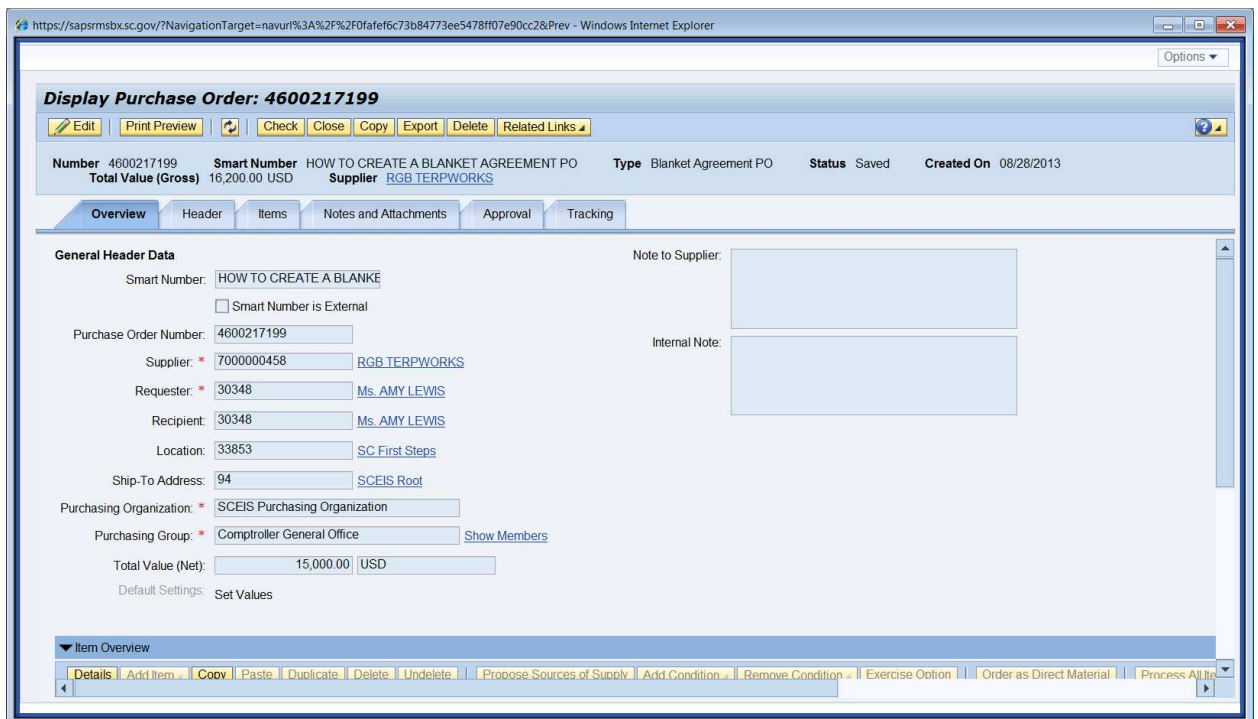 https://sapsrmsbx.sc.gov/?NavigationTarget=navurl%3A%2F%2F0fafef6c73b84773ee5478ff07e90cc2&Prev - Windows Internet Explorer
Options
Display Purchase Order: 4600217199
Edit Print Preview Check Close Copy Export Delete Related Links
Number 4600217199 Smart Number HOW TO CREATE A BLANKET AGREEMENT PO Type Blanket Agreement PO Status Saved Created On 08/28/2013
Total Value (Gross) 16,200.00 USD Supplier RGB TERPWORKS
Overview Header Items Notes and Attachments Approval Tracking
General Header Data Note to Supplier:
Smart Number: HOW TO CREATE A BLANKE
Smart Number is External
Purchase Order Number: 4600217199
Internal Note:
Supplier: * 7000000458 RGB TERPWORKS
Requester: * 30348 Ms. AMY LEWIS
Recipient: 30348 Ms. AMY LEWIS
Location: 33853 SC First Steps
Ship-To Address: 94 SCEIS Root
Purchasing Organization: * SCEIS Purchasing Organization
Purchasing Group: * Comptroller General Office Show Members
Total Value (Net): 15,000.00 USD
Default Settings: Set Values
Item Overview
Details Add Item Copy Paste Duplicate Delete Undelete Propose Sources of Supply Add Condition Remove Condition Exercise Option Order as Direct Material Process All Ite